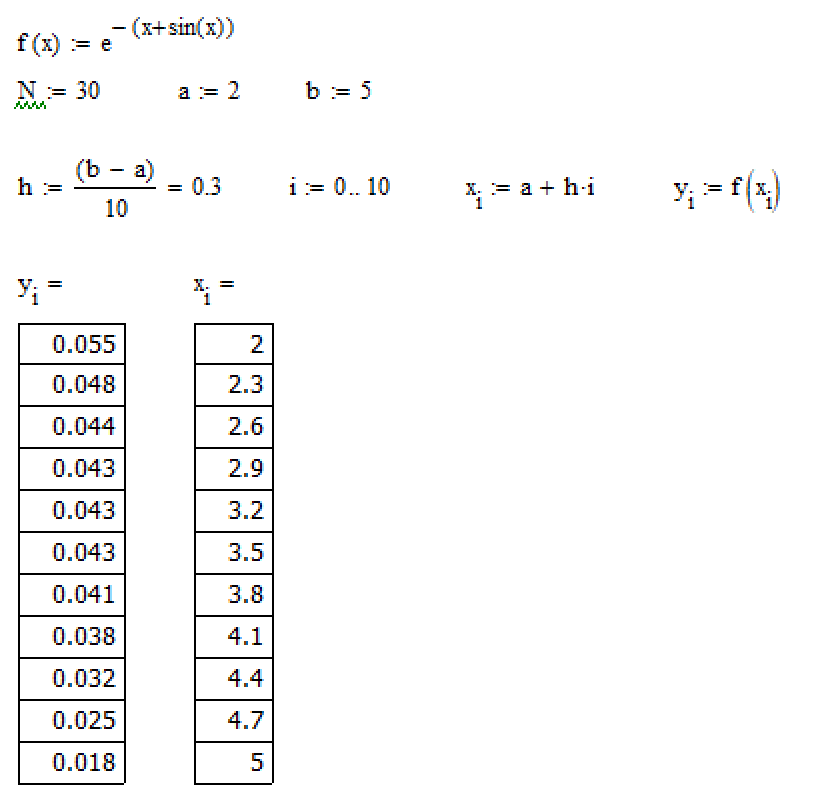 f(x) := e^-(x+sin(x))
N := 30 a := 2 b := 5
h := (b − a)/10 = 0.3 i := 0.. 10 x_i := a + h·i y_i := f(x_i)
y_i = x_i =
0.055 2
0.048 2.3
0.044 2.6
0.043 2.9
0.043 3.2
0.043 3.5
0.041 3.8
0.038 4.1
0.032 4.4
0.025 4.7
0.018 5